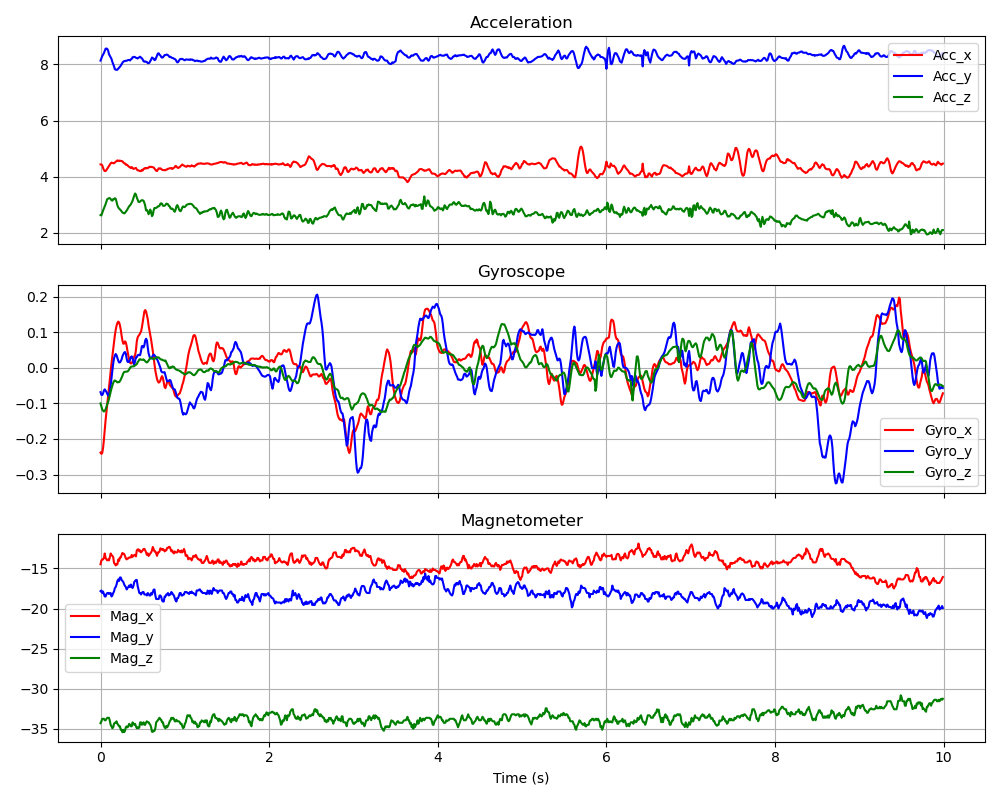 Acceleration
8
6
4
2
Acc_x
Acc_y
Acc_z
Gyroscope
0.2
0.1
0.0
−0.1
−0.2
−0.3
Gyro_x
Gyro_y
Gyro_z
Magnetometer
−15
−20
−25
−30
−35
Mag_x
Mag_y
Mag_z
0 2 4 6 8 10
Time (s)